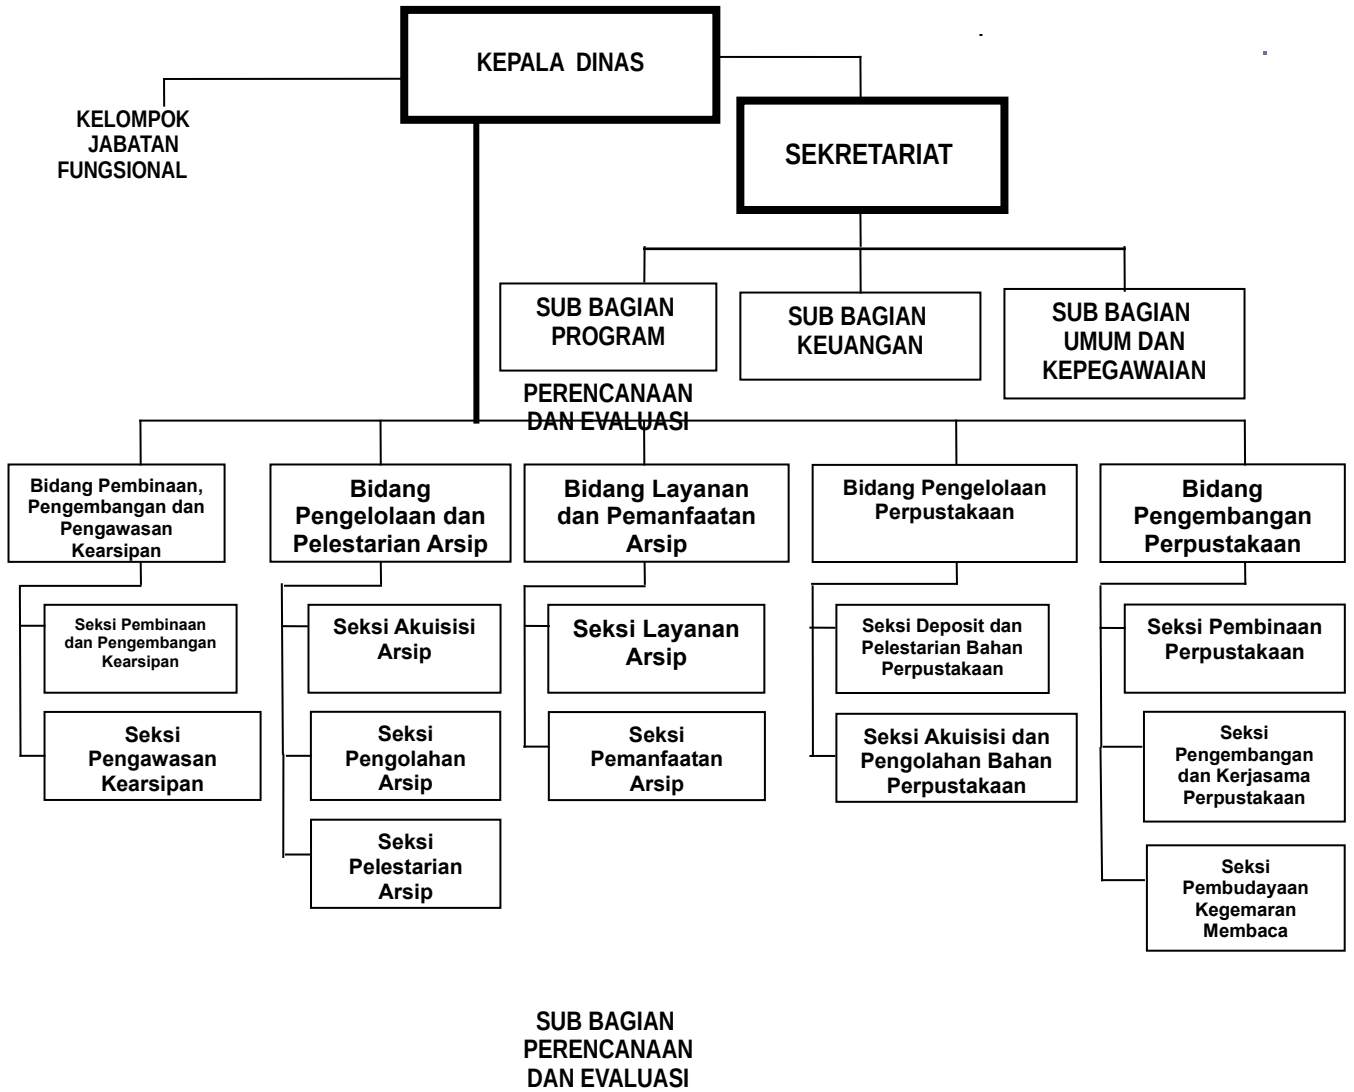 KEPALA DINAS
KELOMPOK
JABATAN
FUNGSIONAL
SEKRETARIAT
SUB BAGIAN
PROGRAM
PERENCANAAN
DAN EVALUASI
SUB BAGIAN
KEUANGAN
SUB BAGIAN
UMUM DAN
KEPEGAWAIAN
Bidang Pembinaan,
Pengembangan dan
Pengawasan
Kearsipan
Bidang
Pengelolaan dan
Pelestarian Arsip
Bidang Layanan
dan Pemanfaatan
Arsip
Bidang Pengelolaan
Perpustakaan
Bidang
Pengembangan
Perpustakaan
Seksi Pembinaan
dan Pengembangan
Kearsipan
Seksi Akuisisi
Arsip
Seksi Layanan
Arsip
Seksi Deposit dan
Pelestarian Bahan
Perpustakaan
Seksi Pembinaan
Perpustakaan
Seksi
Pengawasan
Kearsipan
Seksi
Pengolahan
Arsip
Seksi
Pemanfaatan
Arsip
Seksi Akuisisi dan
Pengolahan Bahan
Perpustakaan
Seksi
Pengembangan
dan Kerjasama
Perpustakaan
Seksi
Pelestarian
Arsip
Seksi
Pembudayaan
Kegemaran
Membaca
SUB BAGIAN
PERENCANAAN
DAN EVALUASI